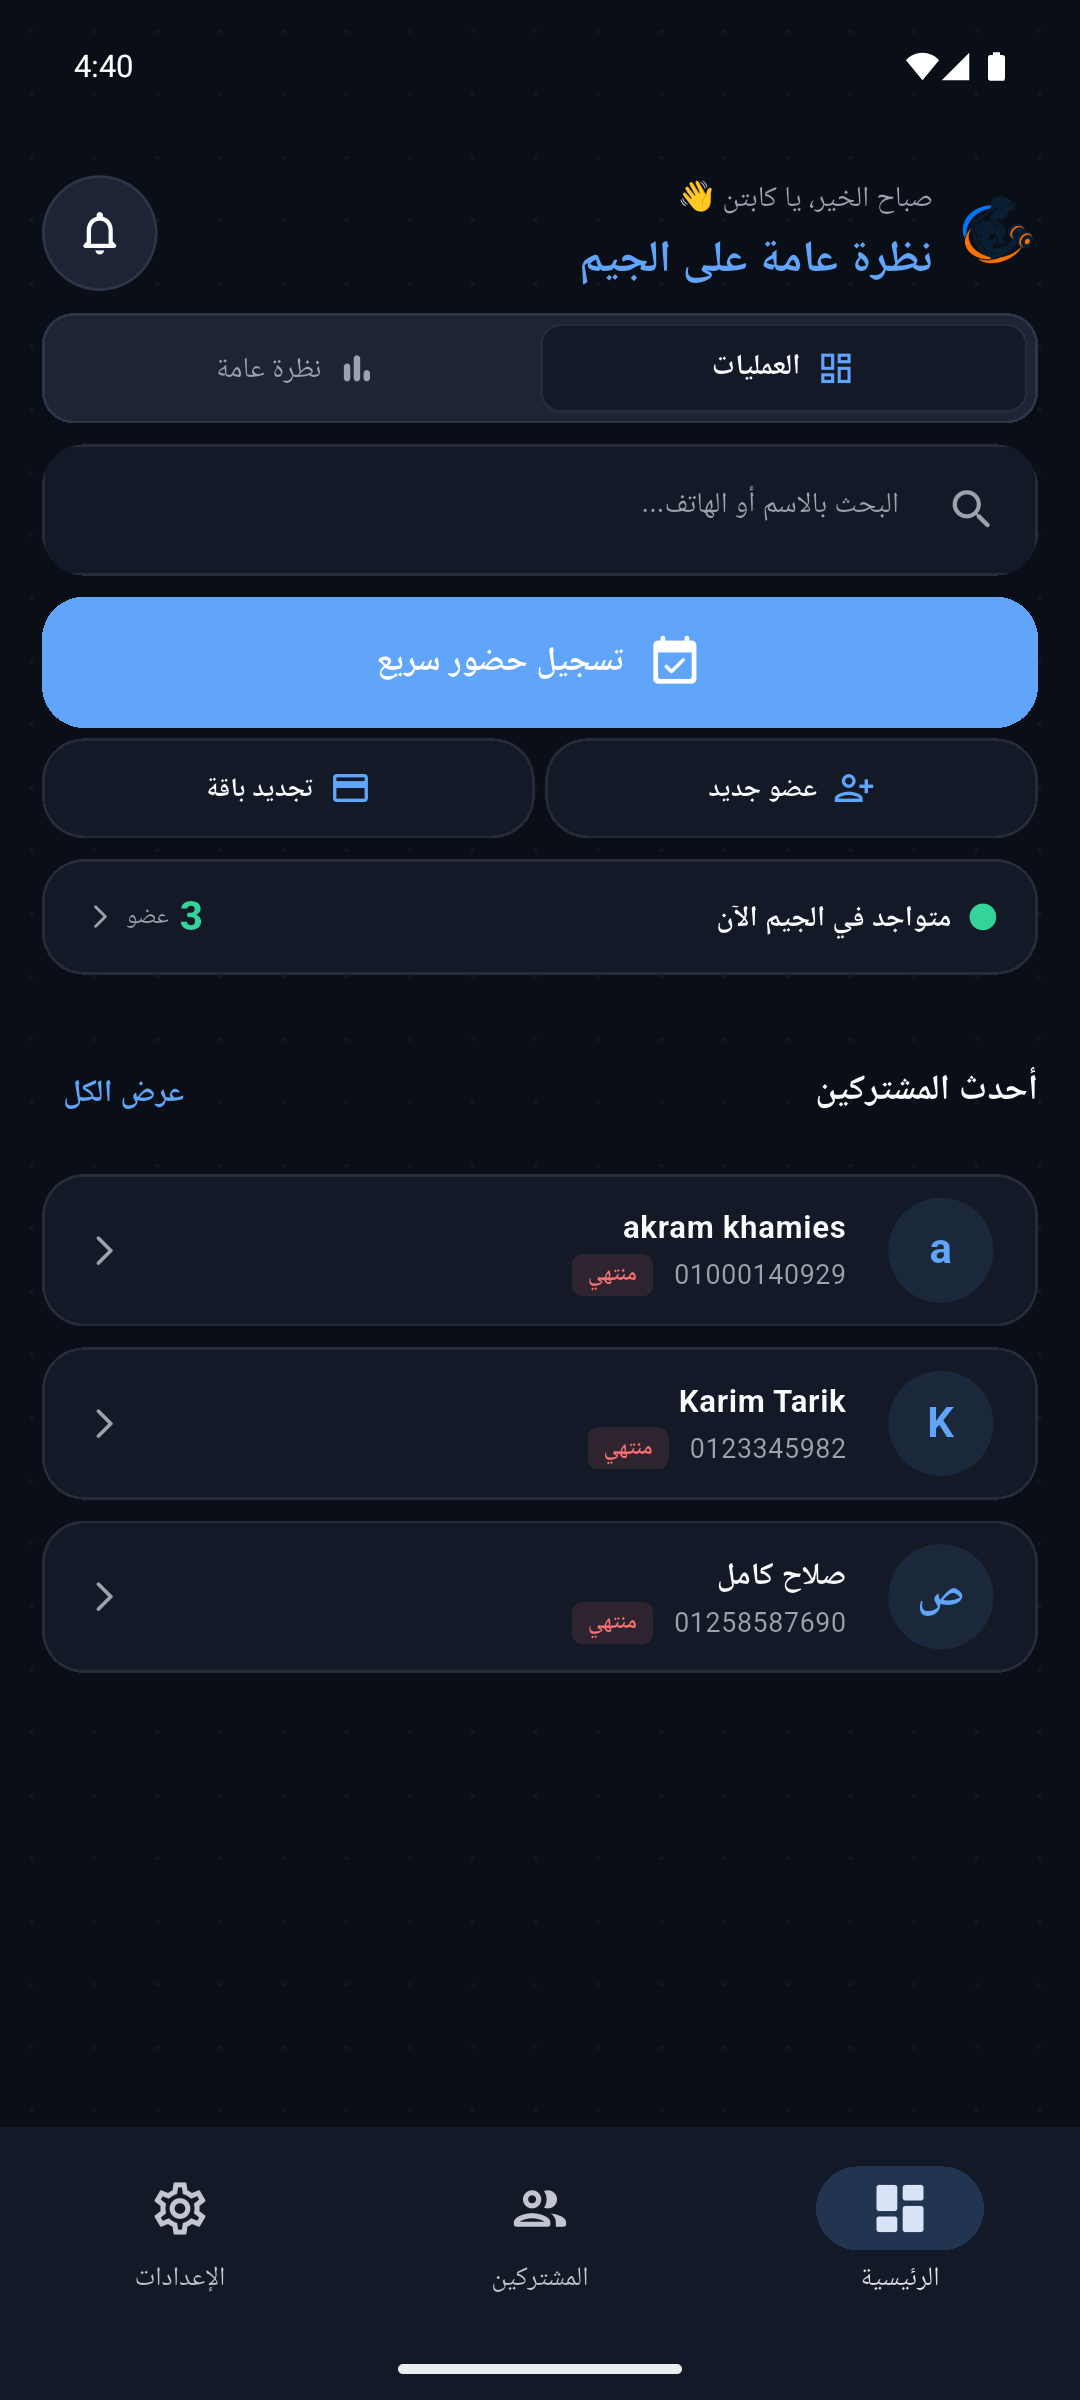 4:40
صباح الخير، يا كابتن 👋
نظرة عامة على الجيم
العمليات
نظرة عامة
البحث بالاسم أو الهاتف...
تسجيل حضور سريع
عضو جديد
تجديد باقة
متواجد في الجيم الآن
3 عضو
أحدث المشتركين
عرض الكل
a
akram khamies
01000140929
منتهي
K
Karim Tarik
0123345982
منتهي
ص
صلاح كامل
01258587690
منتهي
الرئيسية
المشتركين
الإعدادات